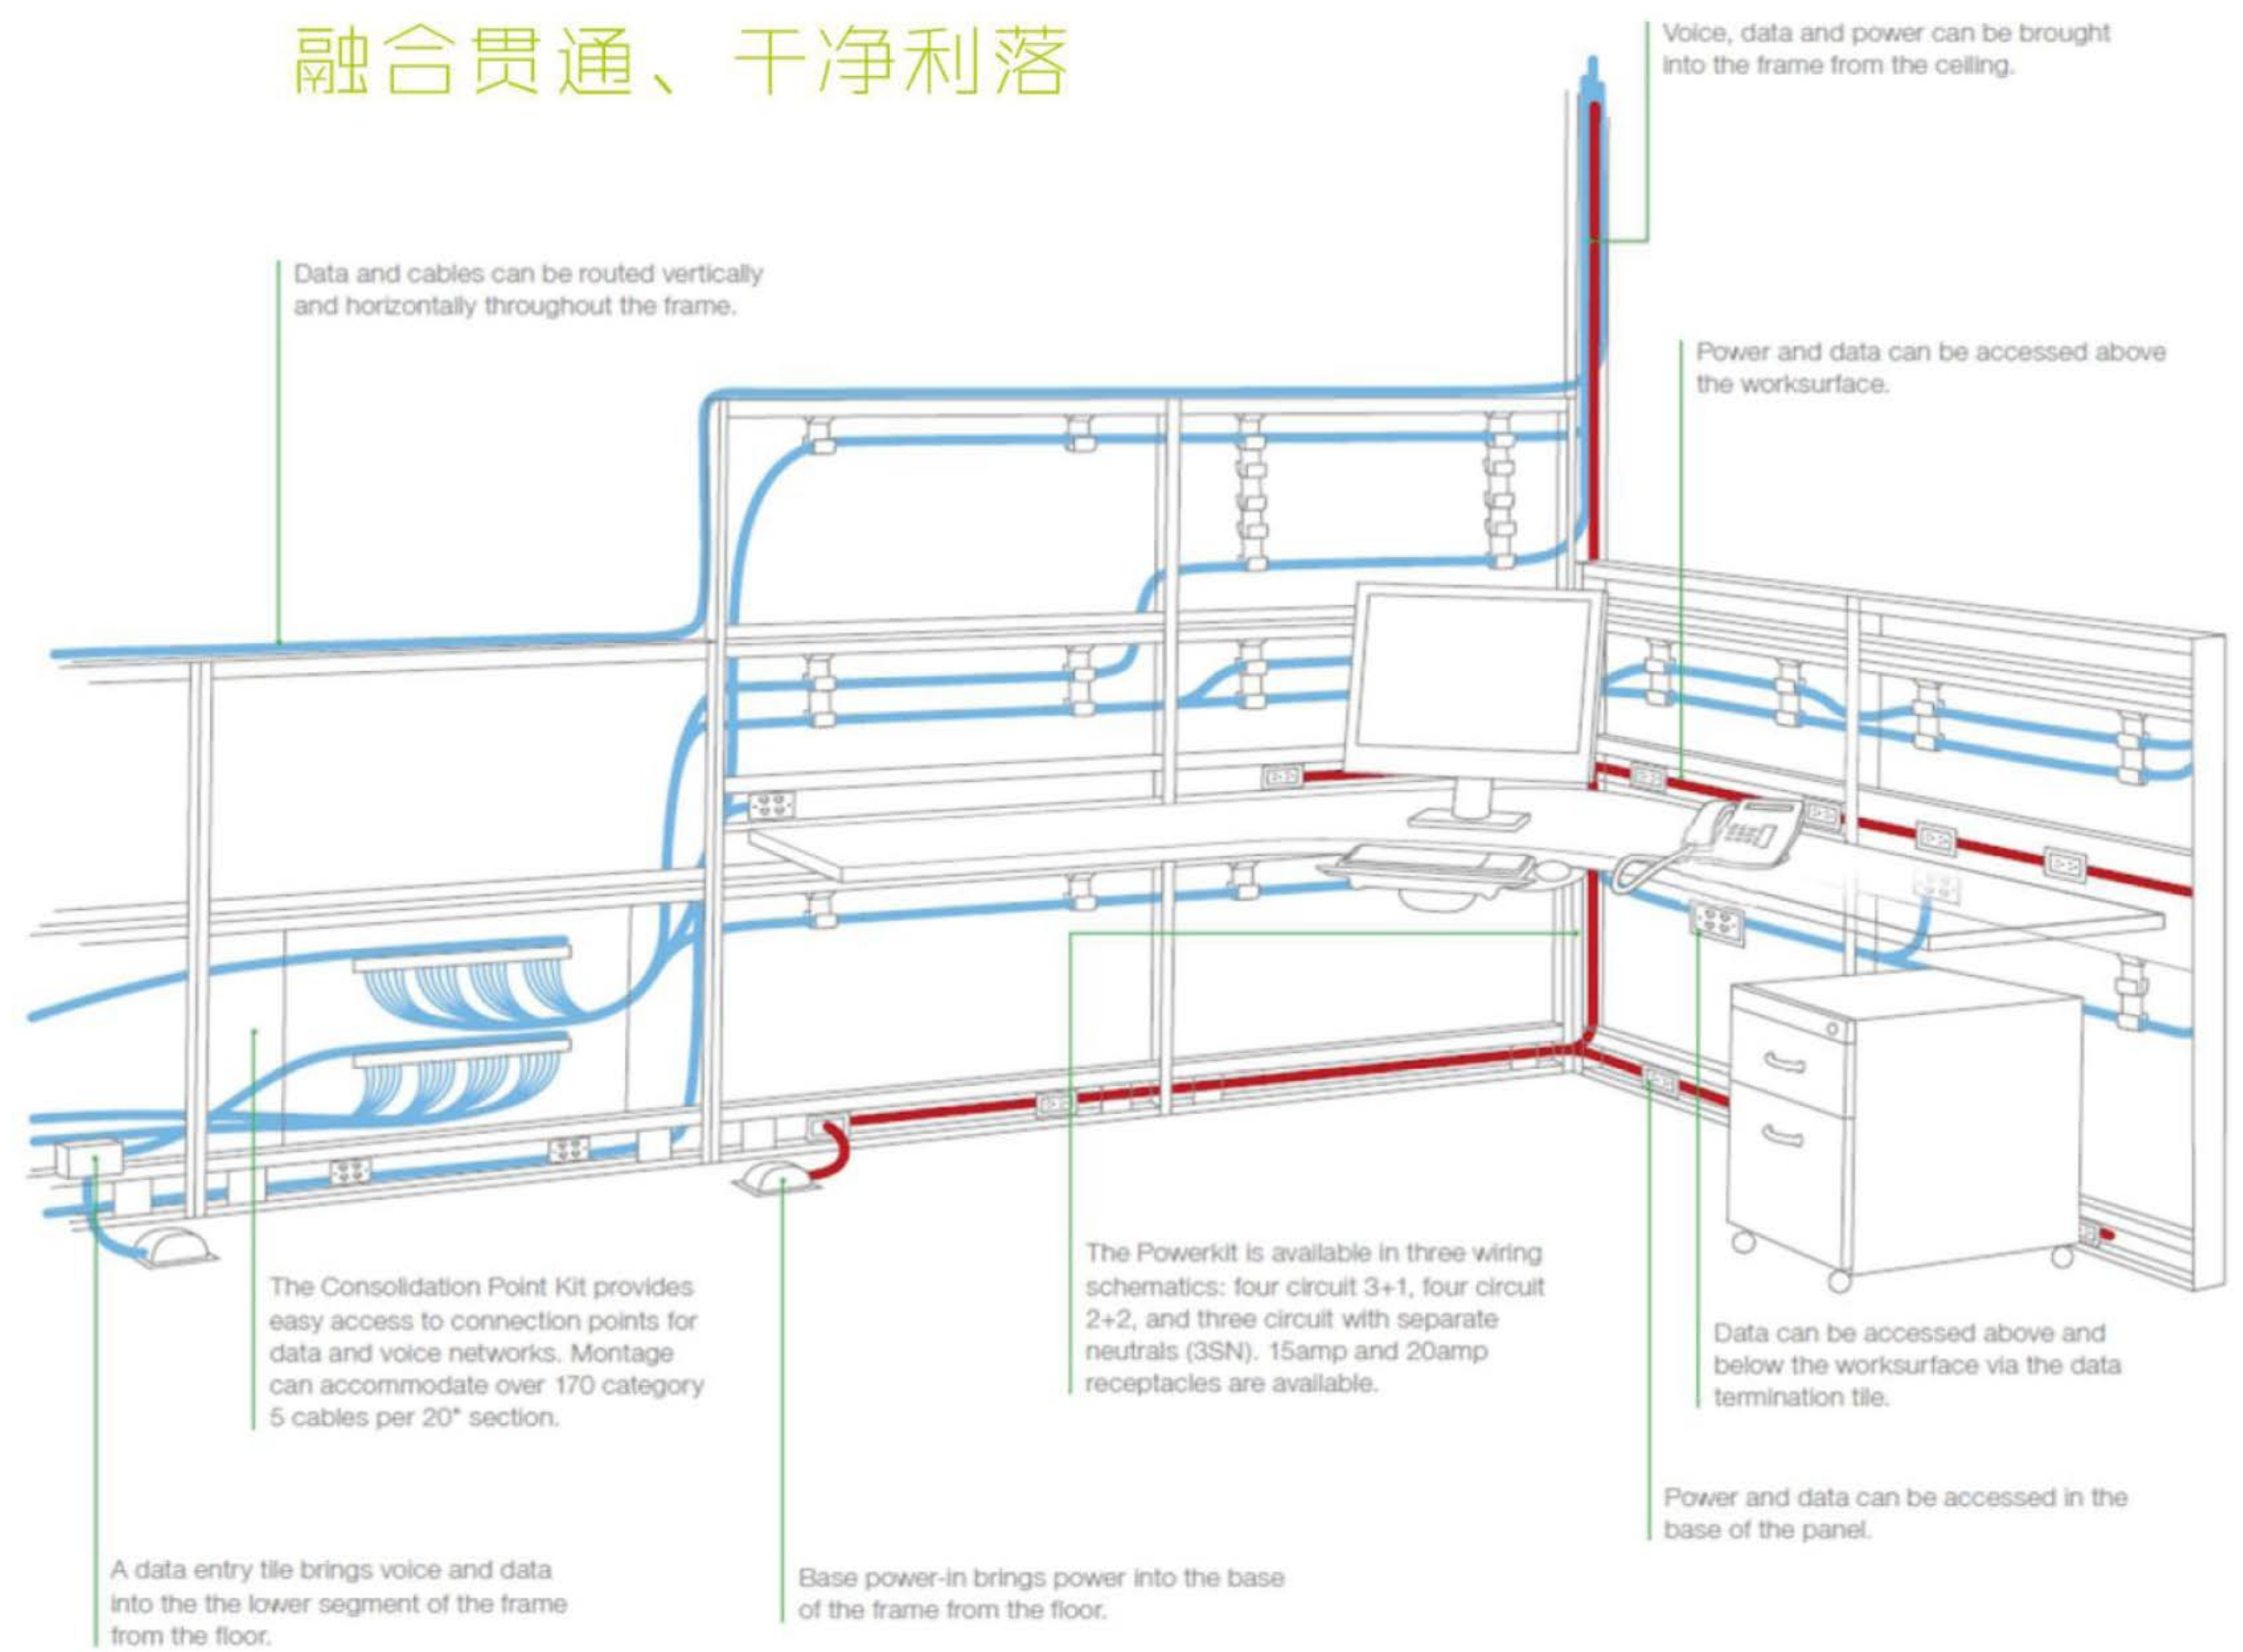 融合贯通、干净利落
Voice, data and power can be brought
into the frame from the ceiling.
Data and cables can be routed vertically
and horizontally throughout the frame.
Power and data can be accessed above
the worksurface.
The Consolidation Point Kit provides
easy access to connection points for
data and voice networks. Montage
can accommodate over 170 category
5 cables per 20" section.
The Powerkit is available in three wiring
schematics: four circuit 3+1, four circuit
2+2, and three circuit with separate
neutrals (3SN). 15amp and 20amp
receptacles are available.
Data can be accessed above and
below the worksurface via the data
termination tile.
Power and data can be accessed in the
base of the panel.
A data entry tile brings voice and data
into the the lower segment of the frame
from the floor.
Base power-in brings power into the base
of the frame from the floor.